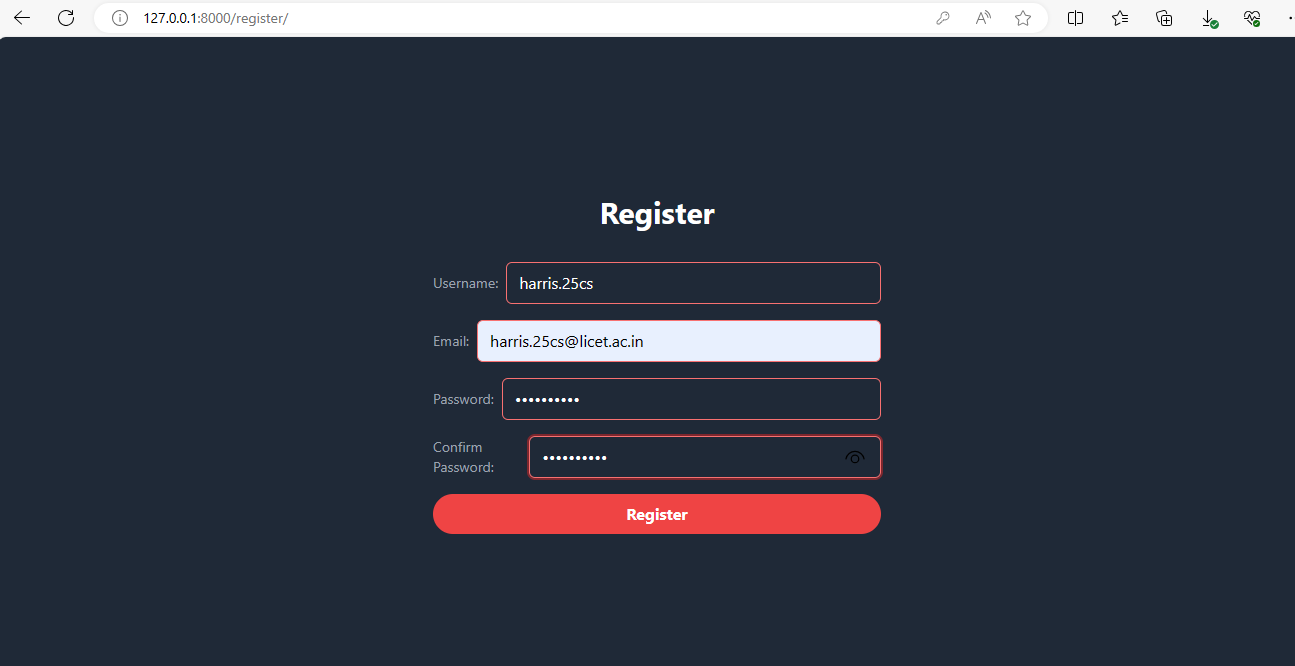 127.0.0.1:8000/register/
Register
Username: harris.25cs
Email: harris.25cs@licet.ac.in
Password: ••••••••••
Confirm
Password: ••••••••••
Register